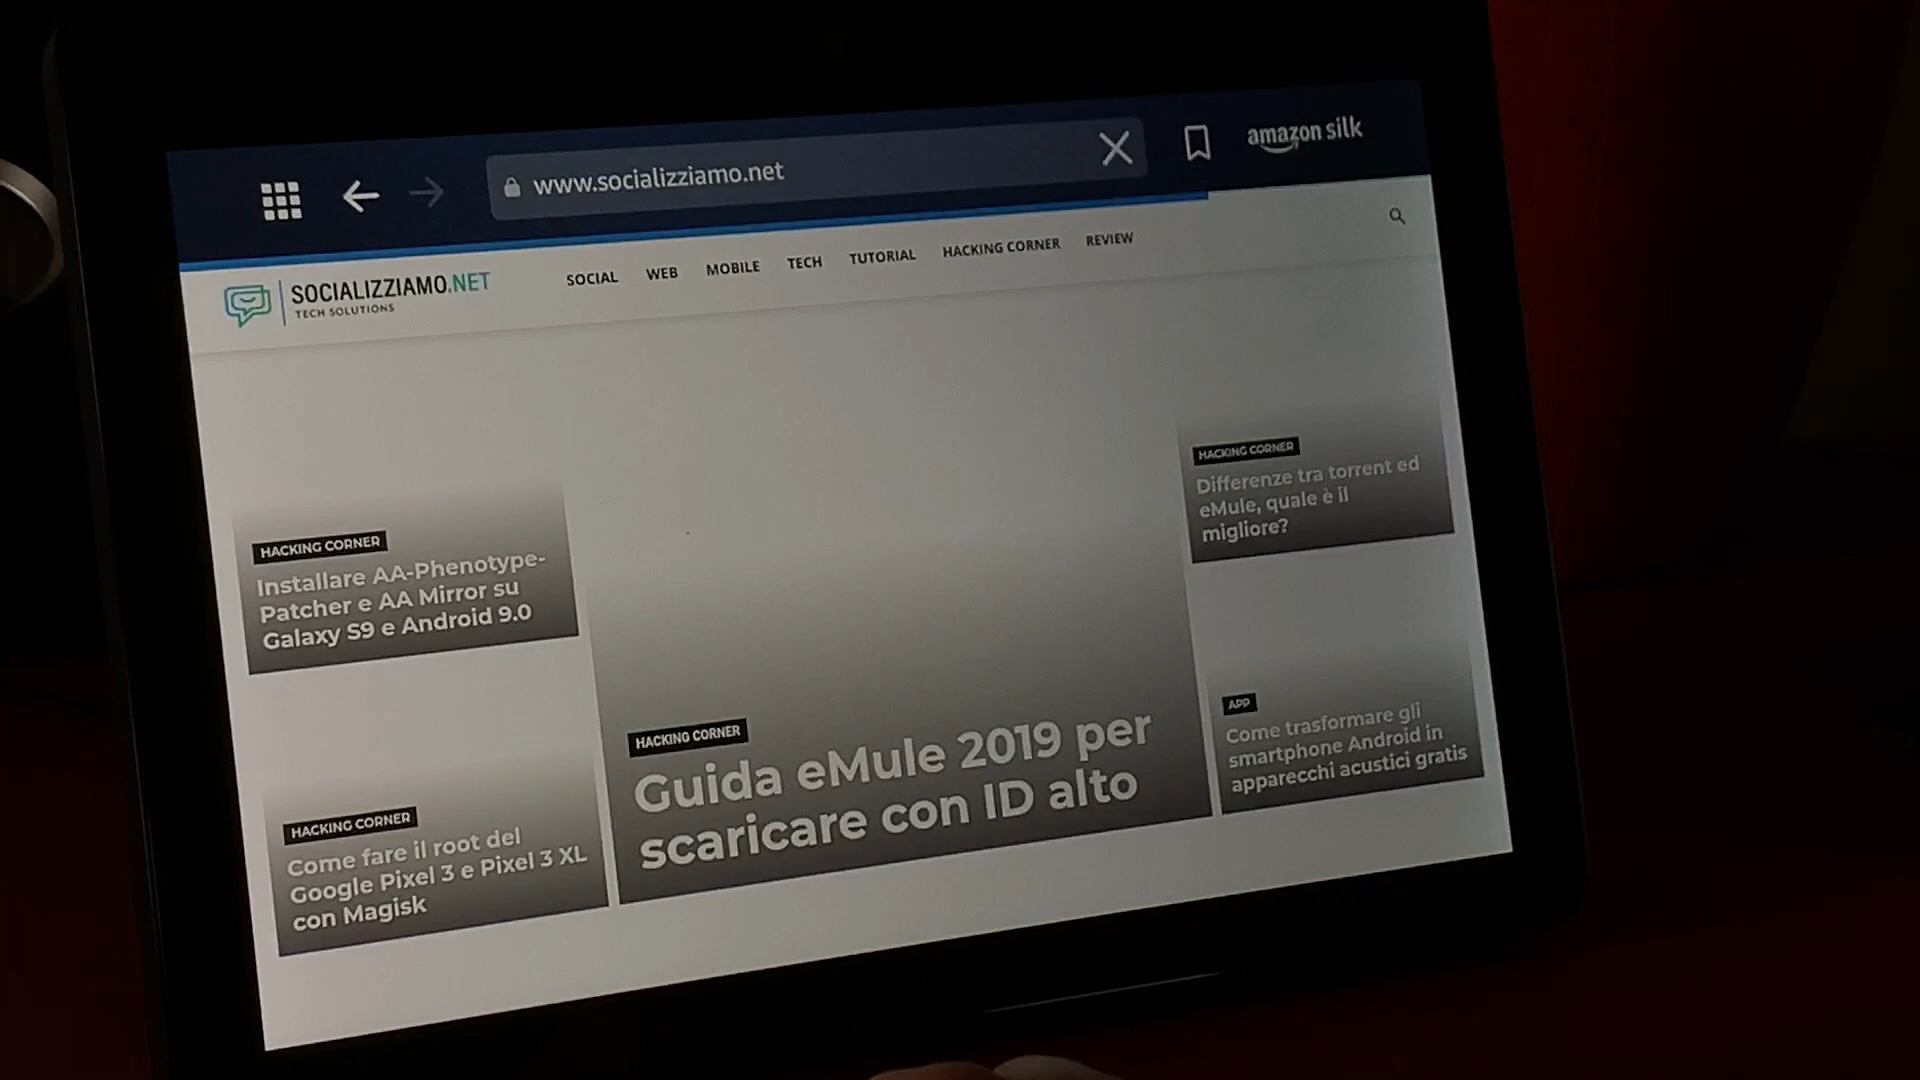 www.socializziamo.net
amazon silk
SOCIALIZZIAMO.NET
TECH SOLUTIONS
SOCIAL WEB MOBILE TECH TUTORIAL HACKING CORNER REVIEW
HACKING CORNER
Installare AA-Phenotype-
Patcher e AA Mirror su
Galaxy S9 e Android 9.0
HACKING CORNER
Come fare il root del
Google Pixel 3 e Pixel 3 XL
con Magisk
HACKING CORNER
Guida eMule 2019 per
scaricare con ID alto
HACKING CORNER
Differenze tra torrent ed
eMule, quale è il
migliore?
APP
Come trasformare gli
smartphone Android in
apparecchi acustici gratis